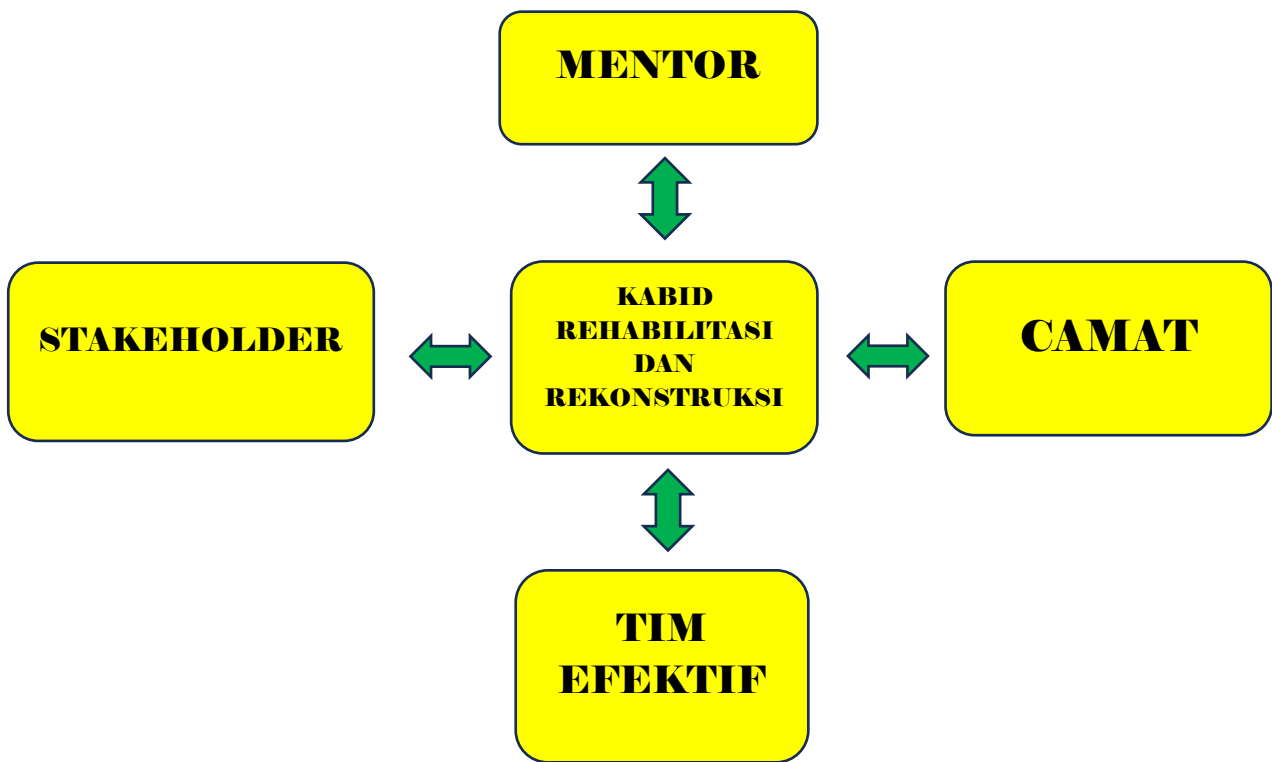 MENTOR
STAKEHOLDER
KABID
REHABILITASI
DAN
REKONSTRUKSI
CAMAT
TIM
EFEKTIF